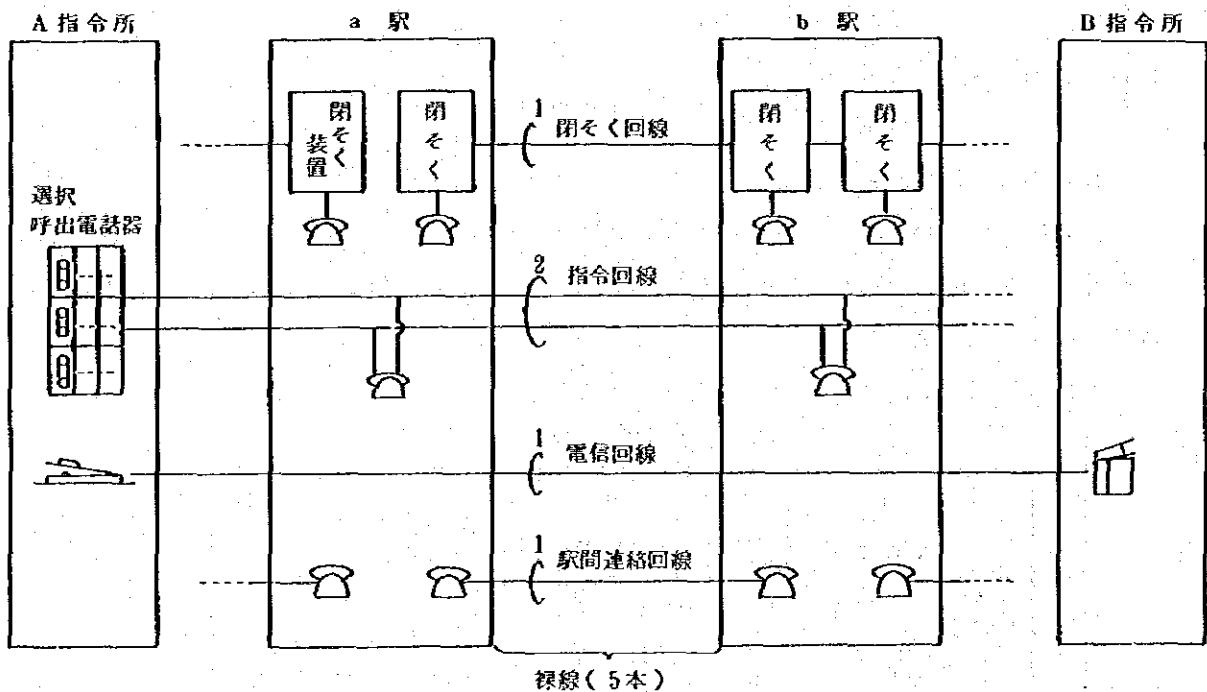 A指令所
a 駅
b 駅
B指令所
閉そく装置
閉そく
1
閉そく回線
閉そく
閉そく
選択
呼出電話器
2
指令回線
1
電信回線
1
駅間連絡回線
裸線(5本)